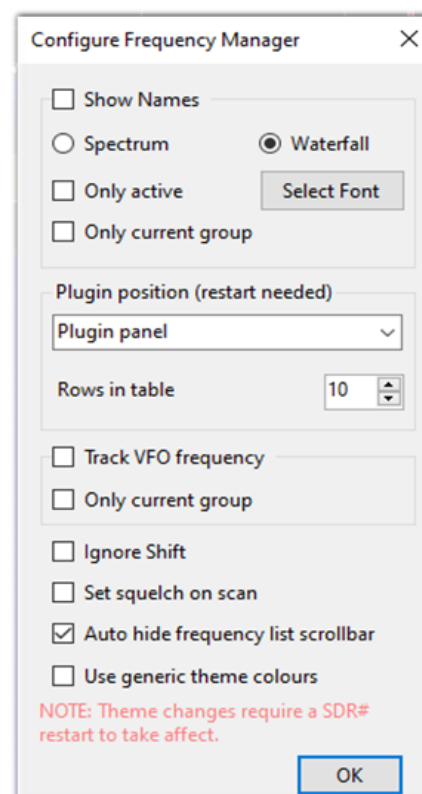 Configure Frequency Manager
Show Names
Spectrum Waterfall
Only active Select Font
Only current group
Plugin position (restart needed)
Plugin panel
Rows in table 10
Track VFO frequency
Only current group
Ignore Shift
Set squelch on scan
Auto hide frequency list scrollbar
Use generic theme colours
NOTE: Theme changes require a SDR#
restart to take affect.
OK